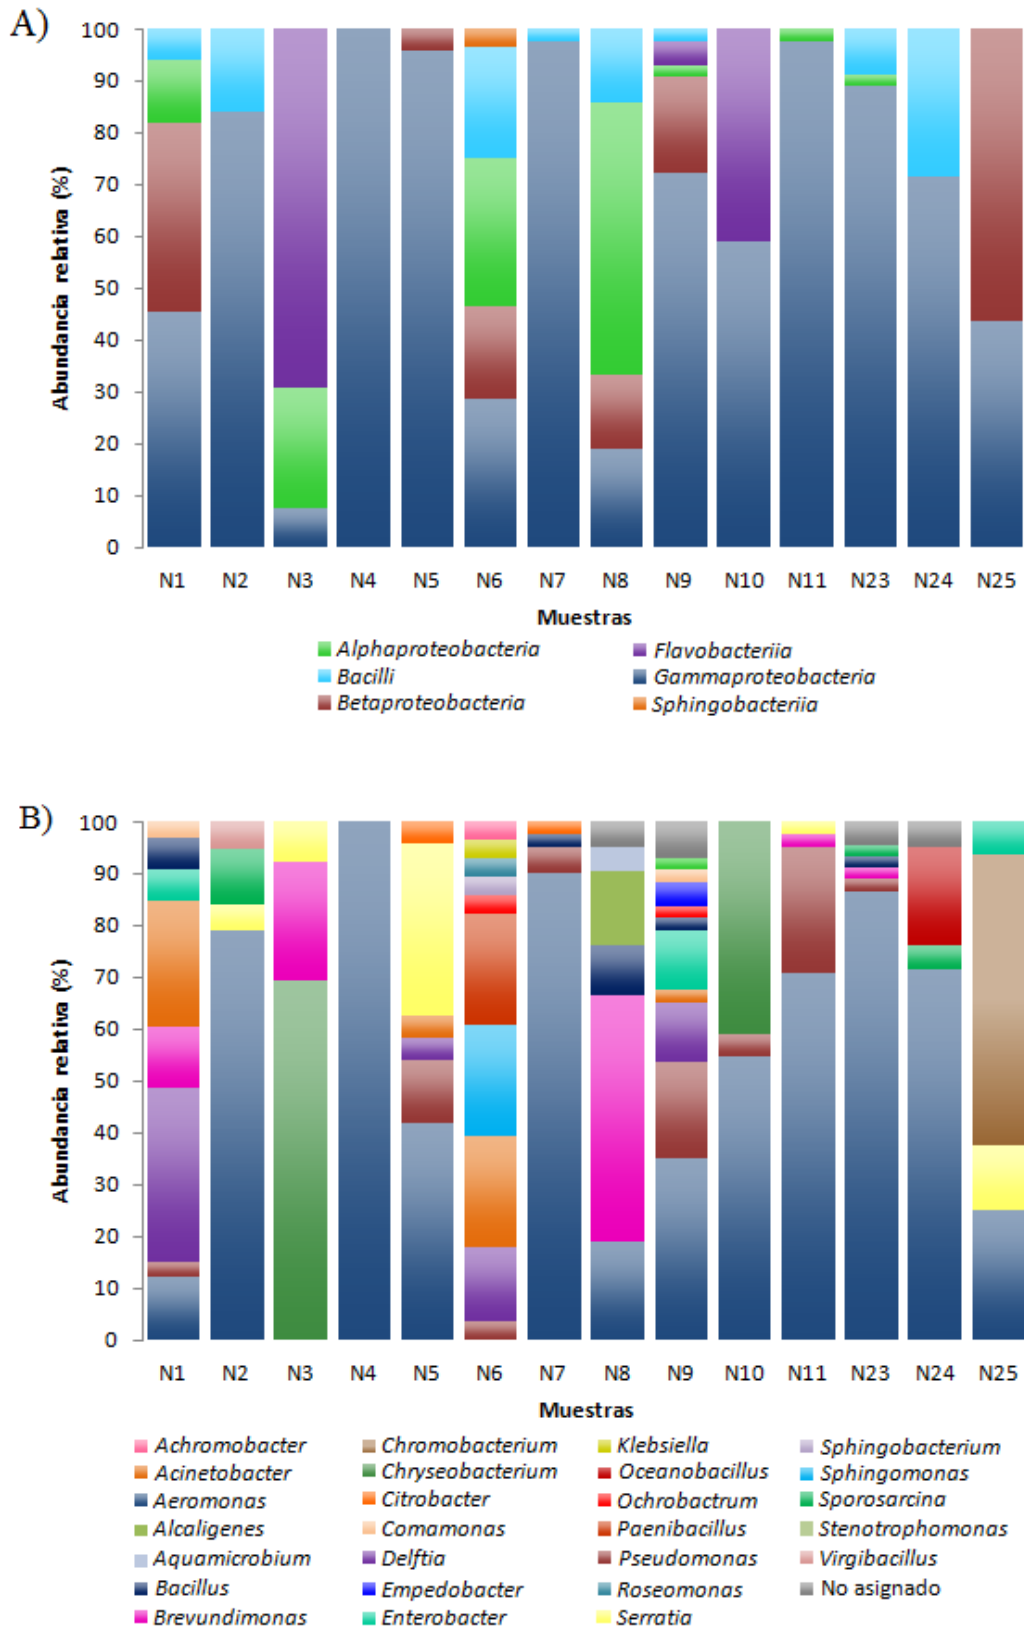 A)
Abundancia relativa (%)
100
90
80
70
60
50
40
30
20
10
0
N1 N2 N3 N4 N5 N6 N7 N8 N9 N10 N11 N23 N24 N25
Muestras
Alphaproteobacteria Flavobacteriia
Bacilli Gammaproteobacteria
Betaproteobacteria Sphingobacteriia
B)
Abundancia relativa (%)
100
90
80
70
60
50
40
30
20
10
0
N1 N2 N3 N4 N5 N6 N7 N8 N9 N10 N11 N23 N24 N25
Muestras
Achromobacter Chromobacterium Klebsiella Sphingobacterium
Acinetobacter Chryseobacterium Oceanobacillus Sphingomonas
Aeromonas Citrobacter Ochrobactrum Sporosarcina
Alcaligenes Comamonas Paenibacillus Stenotrophomonas
Aquamicrobium Delftia Pseudomonas Virgibacillus
Bacillus Empedobacter Roseomonas No asignado
Brevundimonas Enterobacter Serratia